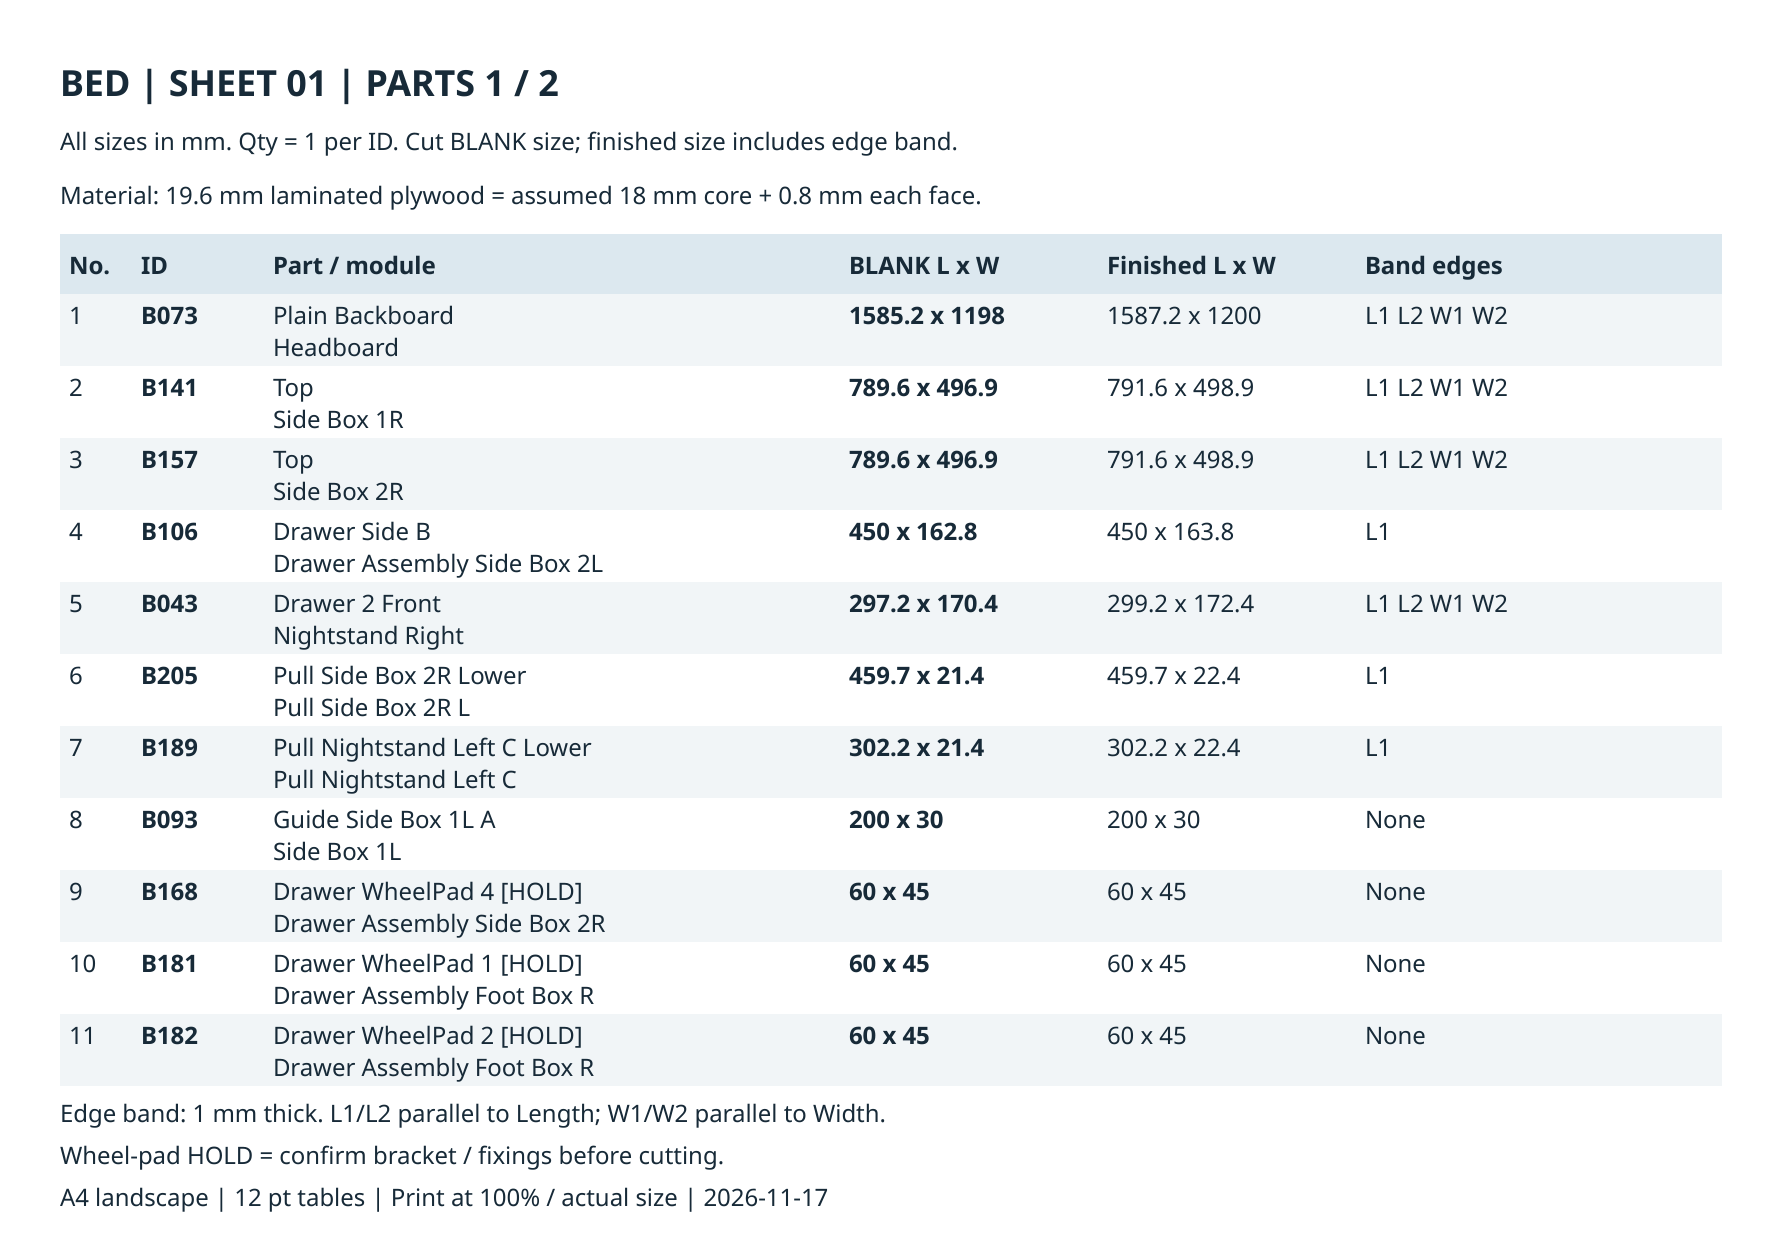 BED | SHEET 01 | PARTS 1 / 2
All sizes in mm. Qty = 1 per ID. Cut BLANK size; finished size includes edge band.
Material: 19.6 mm laminated plywood = assumed 18 mm core + 0.8 mm each face.
No. ID Part / module BLANK L x W Finished L x W Band edges
1 B073 Plain Backboard 1585.2 x 1198 1587.2 x 1200 L1 L2 W1 W2
Headboard
2 B141 Top 789.6 x 496.9 791.6 x 498.9 L1 L2 W1 W2
Side Box 1R
3 B157 Top 789.6 x 496.9 791.6 x 498.9 L1 L2 W1 W2
Side Box 2R
4 B106 Drawer Side B 450 x 162.8 450 x 163.8 L1
Drawer Assembly Side Box 2L
5 B043 Drawer 2 Front 297.2 x 170.4 299.2 x 172.4 L1 L2 W1 W2
Nightstand Right
6 B205 Pull Side Box 2R Lower 459.7 x 21.4 459.7 x 22.4 L1
Pull Side Box 2R L
7 B189 Pull Nightstand Left C Lower 302.2 x 21.4 302.2 x 22.4 L1
Pull Nightstand Left C
8 B093 Guide Side Box 1L A 200 x 30 200 x 30 None
Side Box 1L
9 B168 Drawer WheelPad 4 [HOLD] 60 x 45 60 x 45 None
Drawer Assembly Side Box 2R
10 B181 Drawer WheelPad 1 [HOLD] 60 x 45 60 x 45 None
Drawer Assembly Foot Box R
11 B182 Drawer WheelPad 2 [HOLD] 60 x 45 60 x 45 None
Drawer Assembly Foot Box R
Edge band: 1 mm thick. L1/L2 parallel to Length; W1/W2 parallel to Width.
Wheel-pad HOLD = confirm bracket / fixings before cutting.
A4 landscape | 12 pt tables | Print at 100% / actual size | 2026-11-17